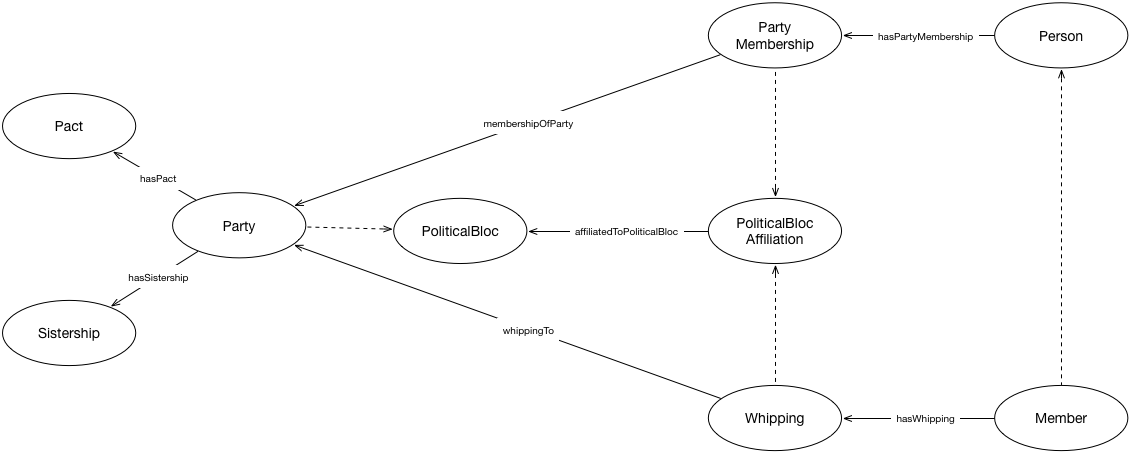 Party
Membership
hasPartyMembership
Person
Pact
membershipOfParty
hasPact
Party
PoliticalBloc
affiliatedToPoliticalBloc
PoliticalBloc
Affiliation
hasSistership
Sistership
whippingTo
Whipping
hasWhipping
Member